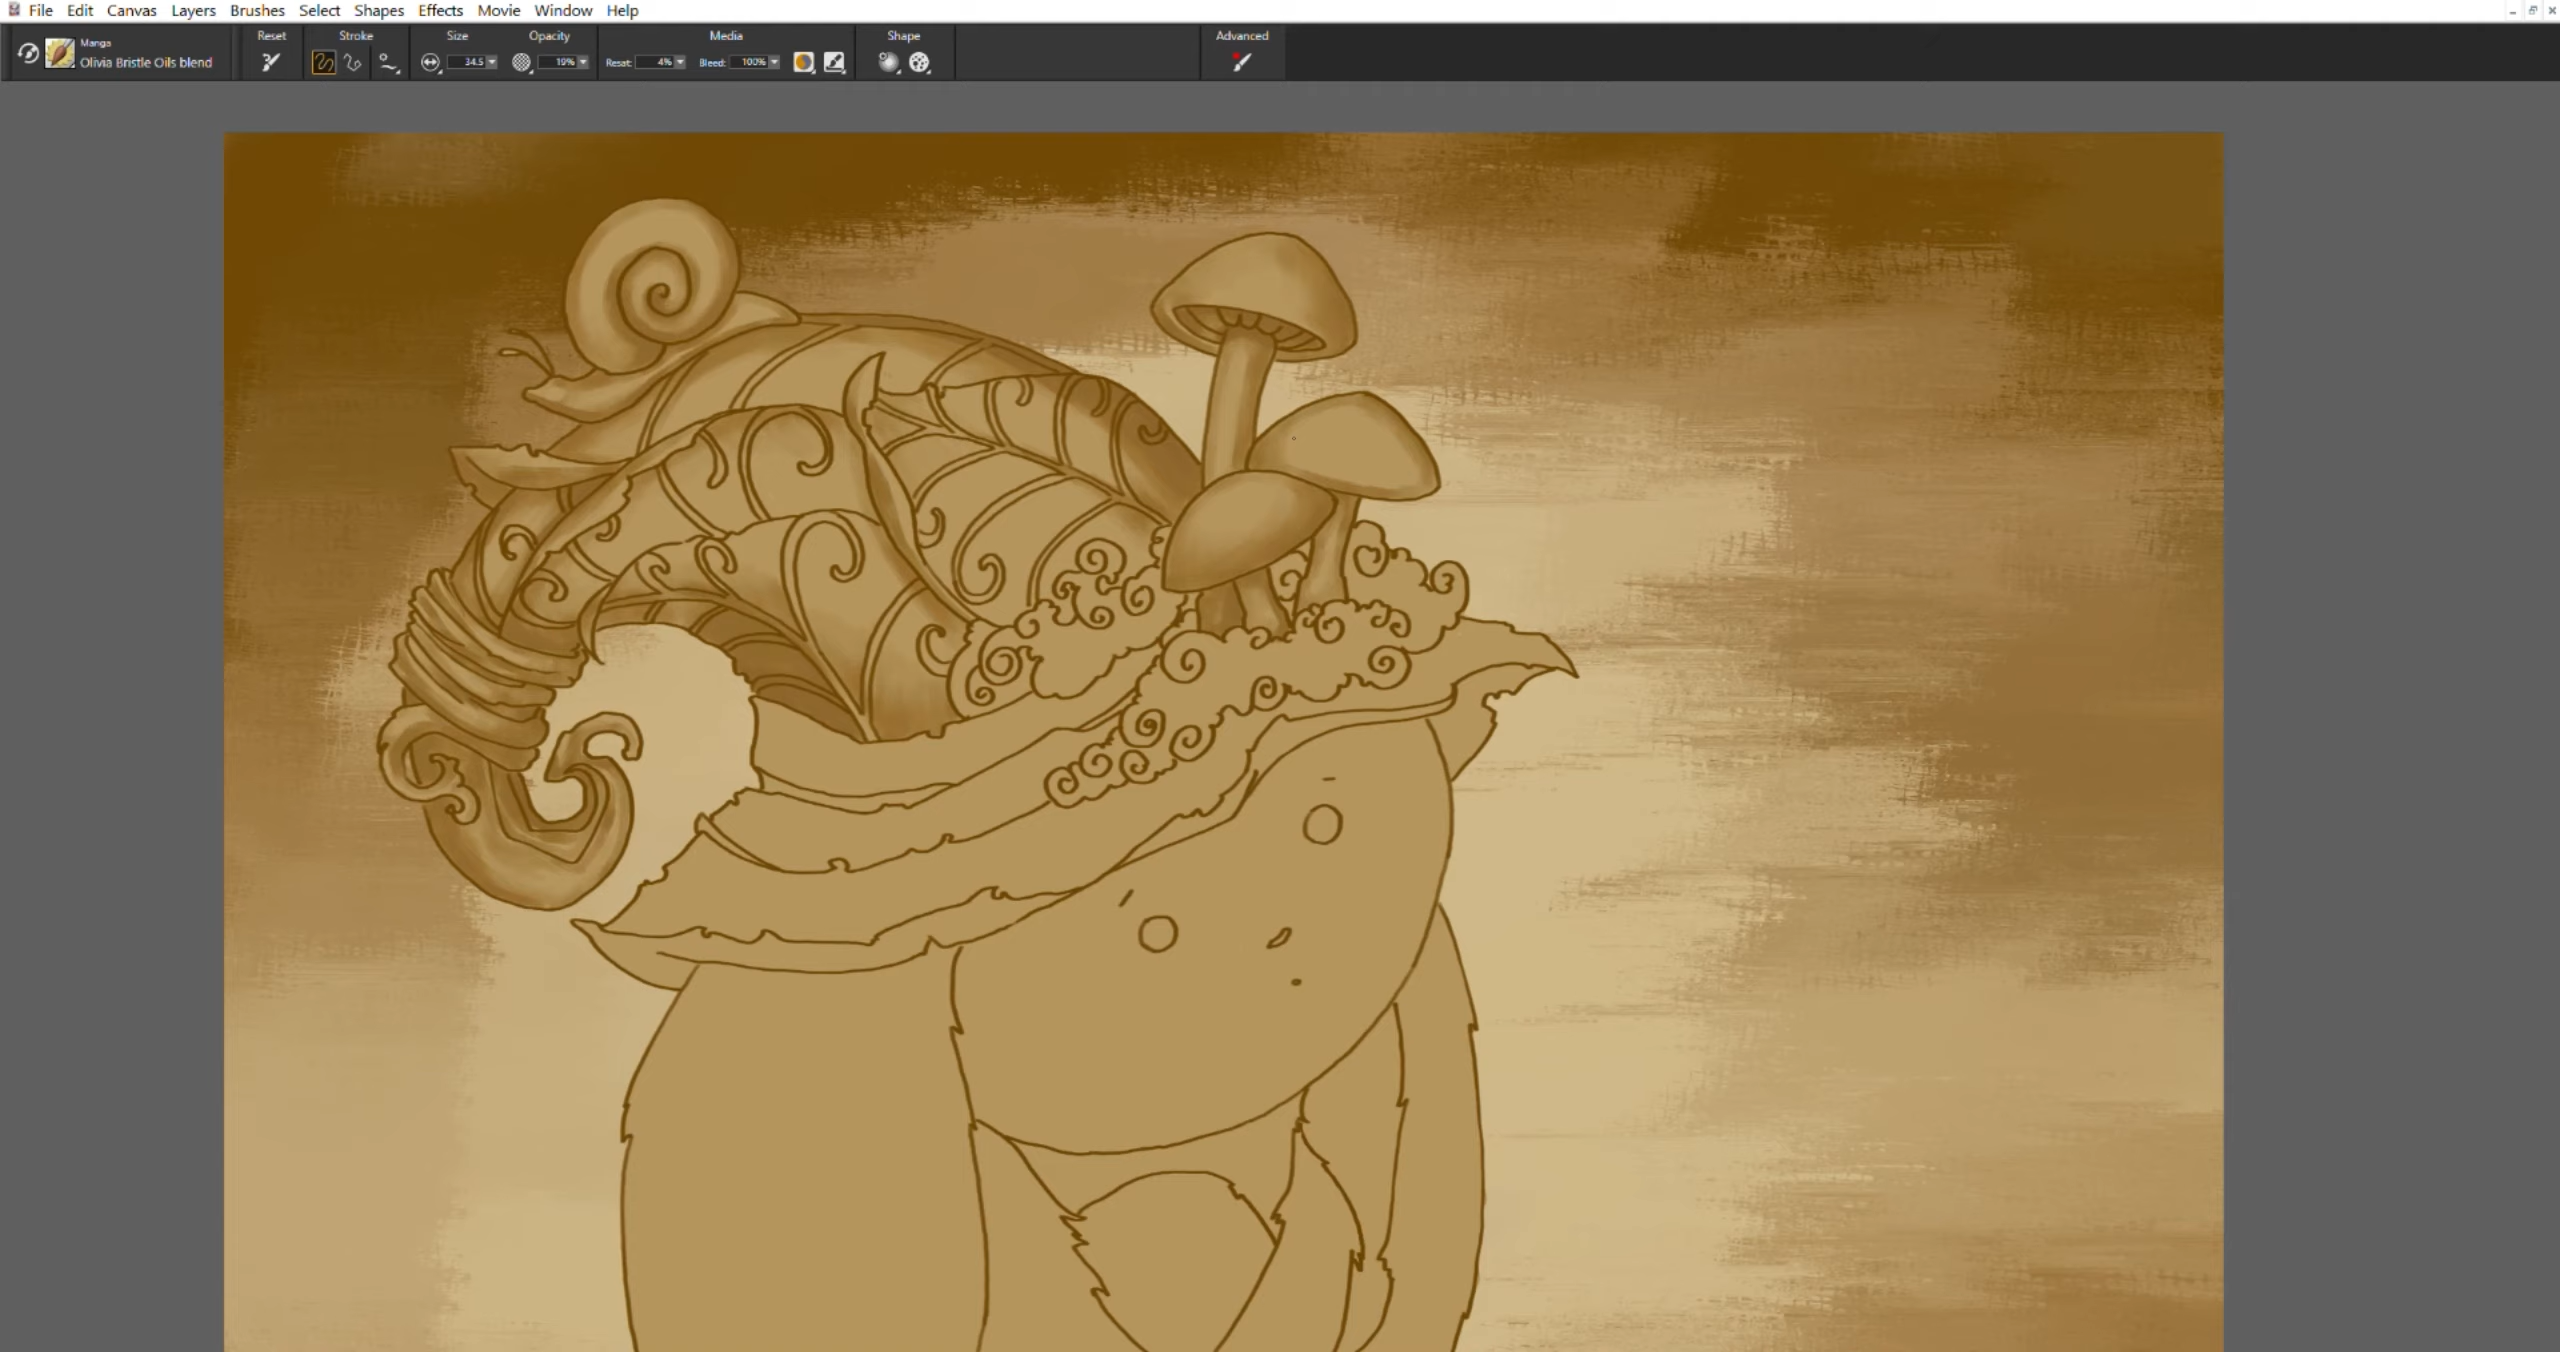 File Edit Canvas Layers Brushes Select Shapes Effects Movie Window Help
Manga
Olivia Bristle Oils blend
Reset Stroke Size Opacity Media Shape Advanced
34.5 19% Resat: 4% Bleed: 100%